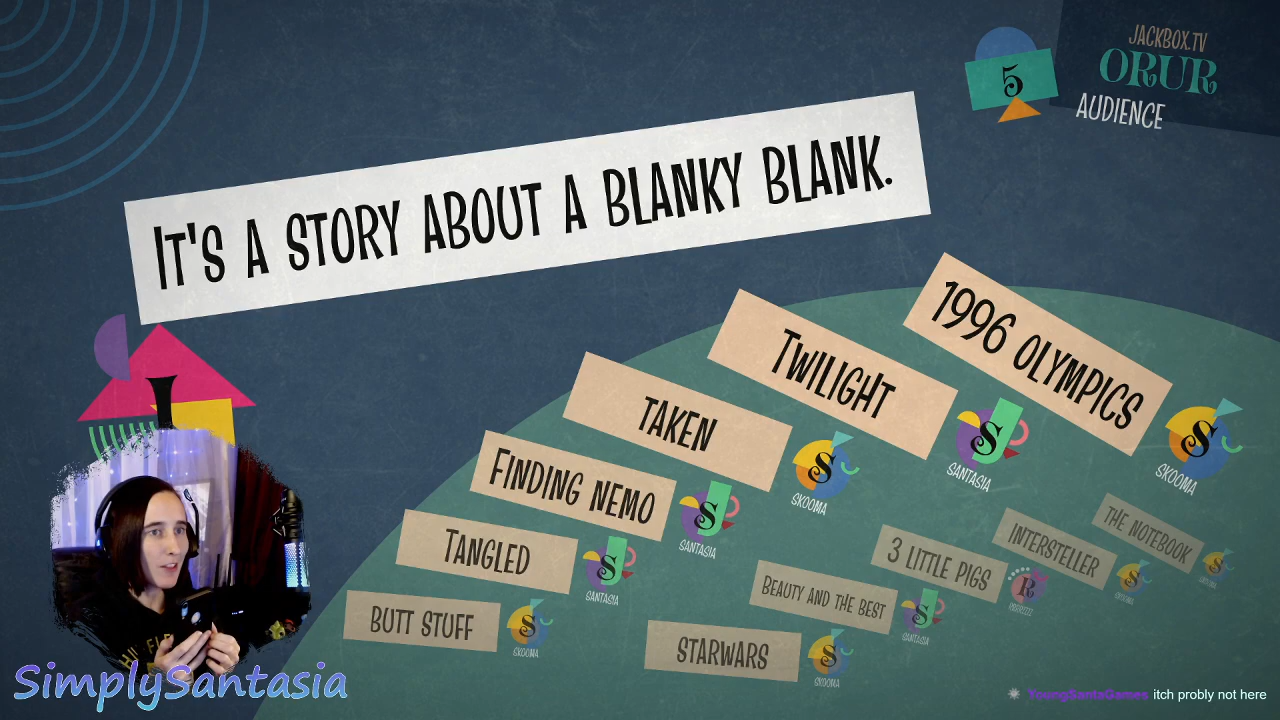 JACKBOX.TV
ORUR
5
AUDIENCE
It's a story about a blanky blank.
1996 olympics
S
SKOOMA
Twilight
S
SANTASIA
taken
S
SKOOMA
Finding nemo
S
SANTASIA
Tangled
S
SANTASIA
butt stuff
S
SKOOMA
the notebook
S
SKOOMA
intersteller
S
SKOOMA
3 little pigs
R
Beauty and the best
S
SANTASIA
starwars
S
SKOOMA
I
SimplySantasia
YoungSantaGames itch probly not here